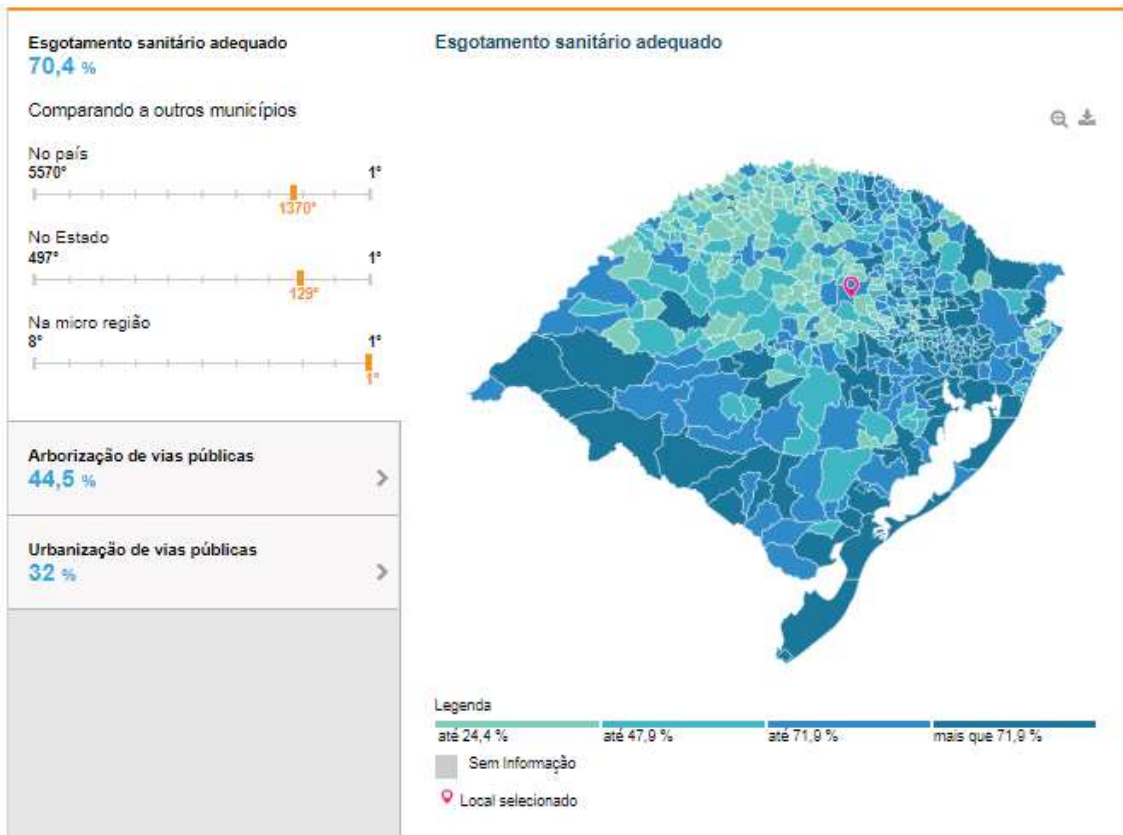 Esgotamento sanitário adequado
70,4 %
Comparando a outros municípios
No país
5570° 1°
1370°
No Estado
497° 1°
129°
Na micro região
8° 1°
1°
Arborização de vias públicas
44,5 %
Urbanização de vias públicas
32 %
Esgotamento sanitário adequado
Legenda
até 24,4 % até 47,9 % até 71,9 % mais que 71,9 %
Sem Informação
Local selecionado